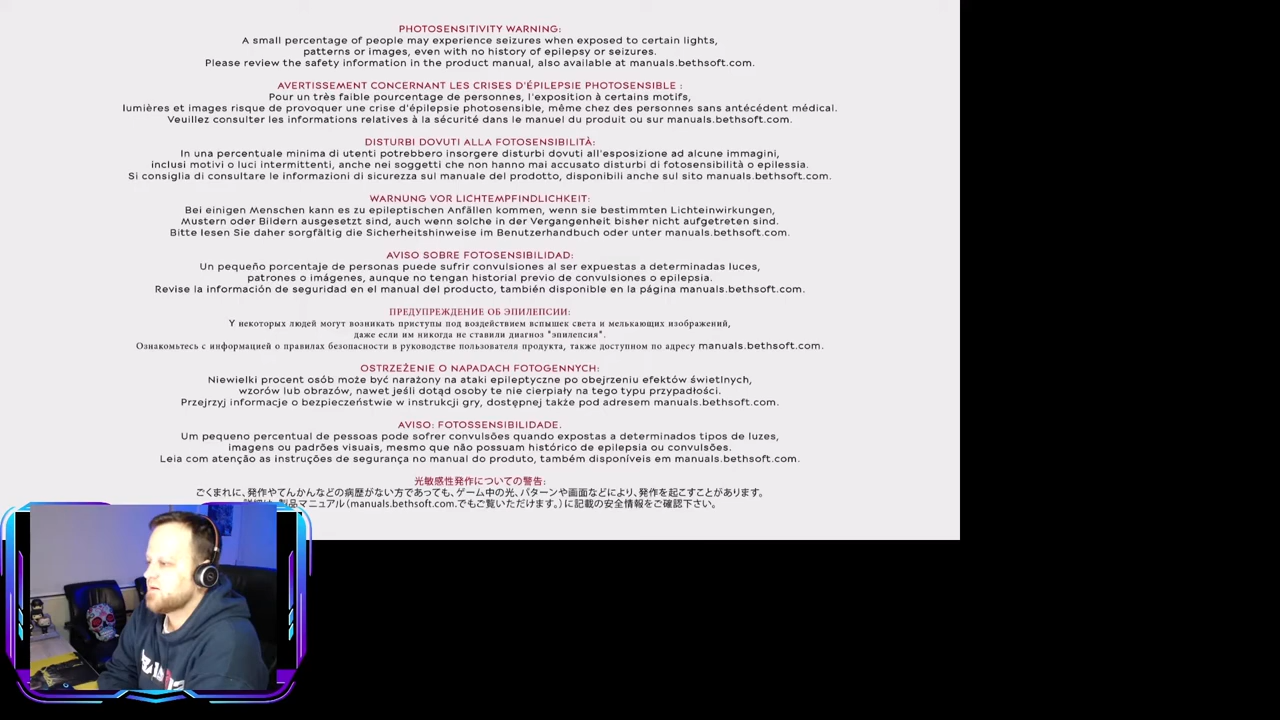 PHOTOSENSITIVITY WARNING:
A small percentage of people may experience seizures when exposed to certain lights,
patterns or images, even with no history of epilepsy or seizures.
Please review the safety information in the product manual, also available at manuals.bethsoft.com.
AVERTISSEMENT CONCERNANT LES CRISES D'ÉPILEPSIE PHOTOSENSIBLE :
Pour un très faible pourcentage de personnes, l'exposition à certains motifs,
lumières et images risque de provoquer une crise d'épilepsie photosensible, même chez des personnes sans antécédent médical.
Veuillez consulter les informations relatives à la sécurité dans le manuel du produit ou sur manuals.bethsoft.com.
DISTURBI DOVUTI ALLA FOTOSENSIBILITÀ:
In una percentuale minima di utenti potrebbero insorgere disturbi dovuti all'esposizione ad alcune immagini,
inclusi motivi o luci intermittenti, anche nei soggetti che non hanno mai accusato disturbi di fotosensibilità o epilessia.
Si consiglia di consultare le informazioni di sicurezza sul manuale del prodotto, disponibili anche sul sito manuals.bethsoft.com.
WARNUNG VOR LICHTEMPFINDLICHKEIT:
Bei einigen Menschen kann es zu epileptischen Anfällen kommen, wenn sie bestimmten Lichteinwirkungen,
Mustern oder Bildern ausgesetzt sind, auch wenn solche in der Vergangenheit bisher nicht aufgetreten sind.
Bitte lesen Sie daher sorgfältig die Sicherheitshinweise im Benutzerhandbuch oder unter manuals.bethsoft.com.
AVISO SOBRE FOTOSENSIBILIDAD:
Un pequeño porcentaje de personas puede sufrir convulsiones al ser expuestas a determinadas luces,
patrones o imágenes, aunque no tengan historial previo de convulsiones o epilepsia.
Revise la información de seguridad en el manual del producto, también disponible en la página manuals.bethsoft.com.
ПРЕДУПРЕЖДЕНИЕ ОБ ЭПИЛЕПСИИ:
У некоторых людей могут возникать приступы под воздействием вспышек света и мелькающих изображений,
даже если им никогда не ставили диагноз "эпилепсия".
Ознакомьтесь с информацией о правилах безопасности в руководстве пользователя продукта, также доступном по адресу manuals.bethsoft.com.
OSTRZEŻENIE O NAPADACH FOTOGENNYCH:
Niewielki procent osób może być narażony na ataki epileptyczne po obejrzeniu efektów świetlnych,
wzorów lub obrazów, nawet jeśli dotąd osoby te nie cierpiały na tego typu przypadłości.
Przejrzyj informacje o bezpieczeństwie w instrukcji gry, dostępnej także pod adresem manuals.bethsoft.com.
AVISO: FOTOSSENSIBILIDADE.
Um pequeno percentual de pessoas pode sofrer convulsões quando expostas a determinados tipos de luzes,
imagens ou padrões visuais, mesmo que não possuam histórico de epilepsia ou convulsões.
Leia com atenção as instruções de segurança no manual do produto, também disponíveis em manuals.bethsoft.com.
光敏感性発作についての警告:
ごくまれに、発作やてんかんなどの病歴がない方であっても、ゲーム中の光、パターンや画面などにより、発作を起こすことがあります。
製品マニュアル(manuals.bethsoft.com.でもご覧いただけます。)に記載の安全情報をご確認下さい。